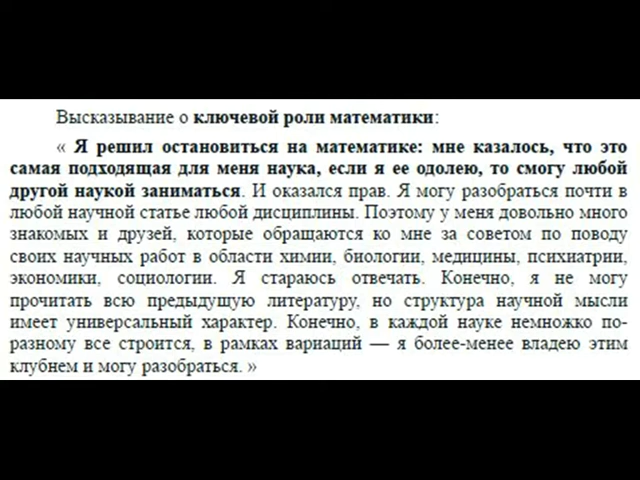 Высказывание о ключевой роли математики:
« Я решил остановиться на математике: мне казалось, что это
самая подходящая для меня наука, если я ее одолею, то смогу любой
другой наукой заниматься. И оказался прав. Я могу разобраться почти в
любой научной статье любой дисциплины. Поэтому у меня довольно много
знакомых и друзей, которые обращаются ко мне за советом по поводу
своих научных работ в области химии, биологии, медицины, психиатрии,
экономики, социологии. Я стараюсь отвечать. Конечно, я не могу
прочитать всю предыдущую литературу, но структура научной мысли
имеет универсальный характер. Конечно, в каждой науке немножко по-
разному все строится, в рамках вариаций — я более-менее владею этим
клубнем и могу разобраться. »